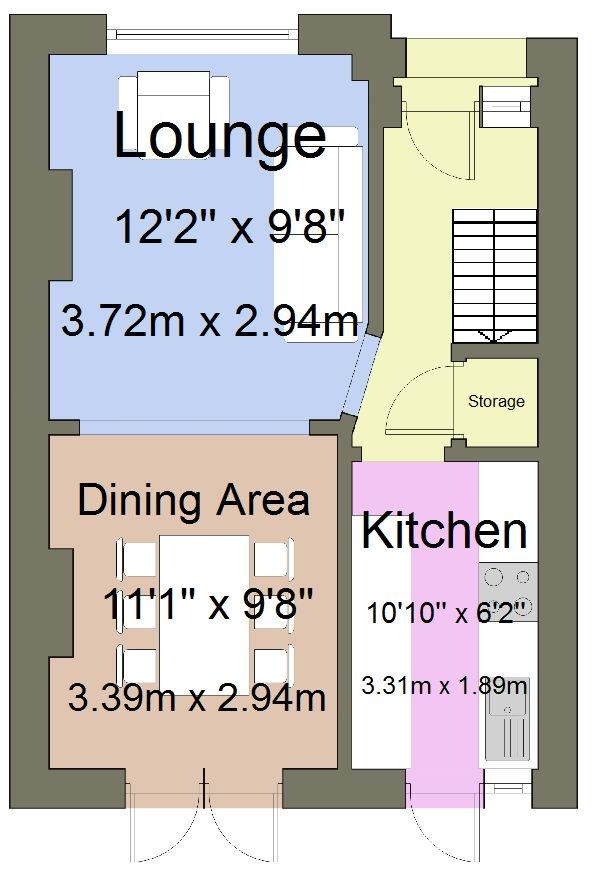 Lounge
12'2" x 9'8"
3.72m x 2.94m
Storage
Dining Area
11'1" x 9'8"
3.39m x 2.94m
Kitchen
10'10" x 6'2"
3.31m x 1.89m